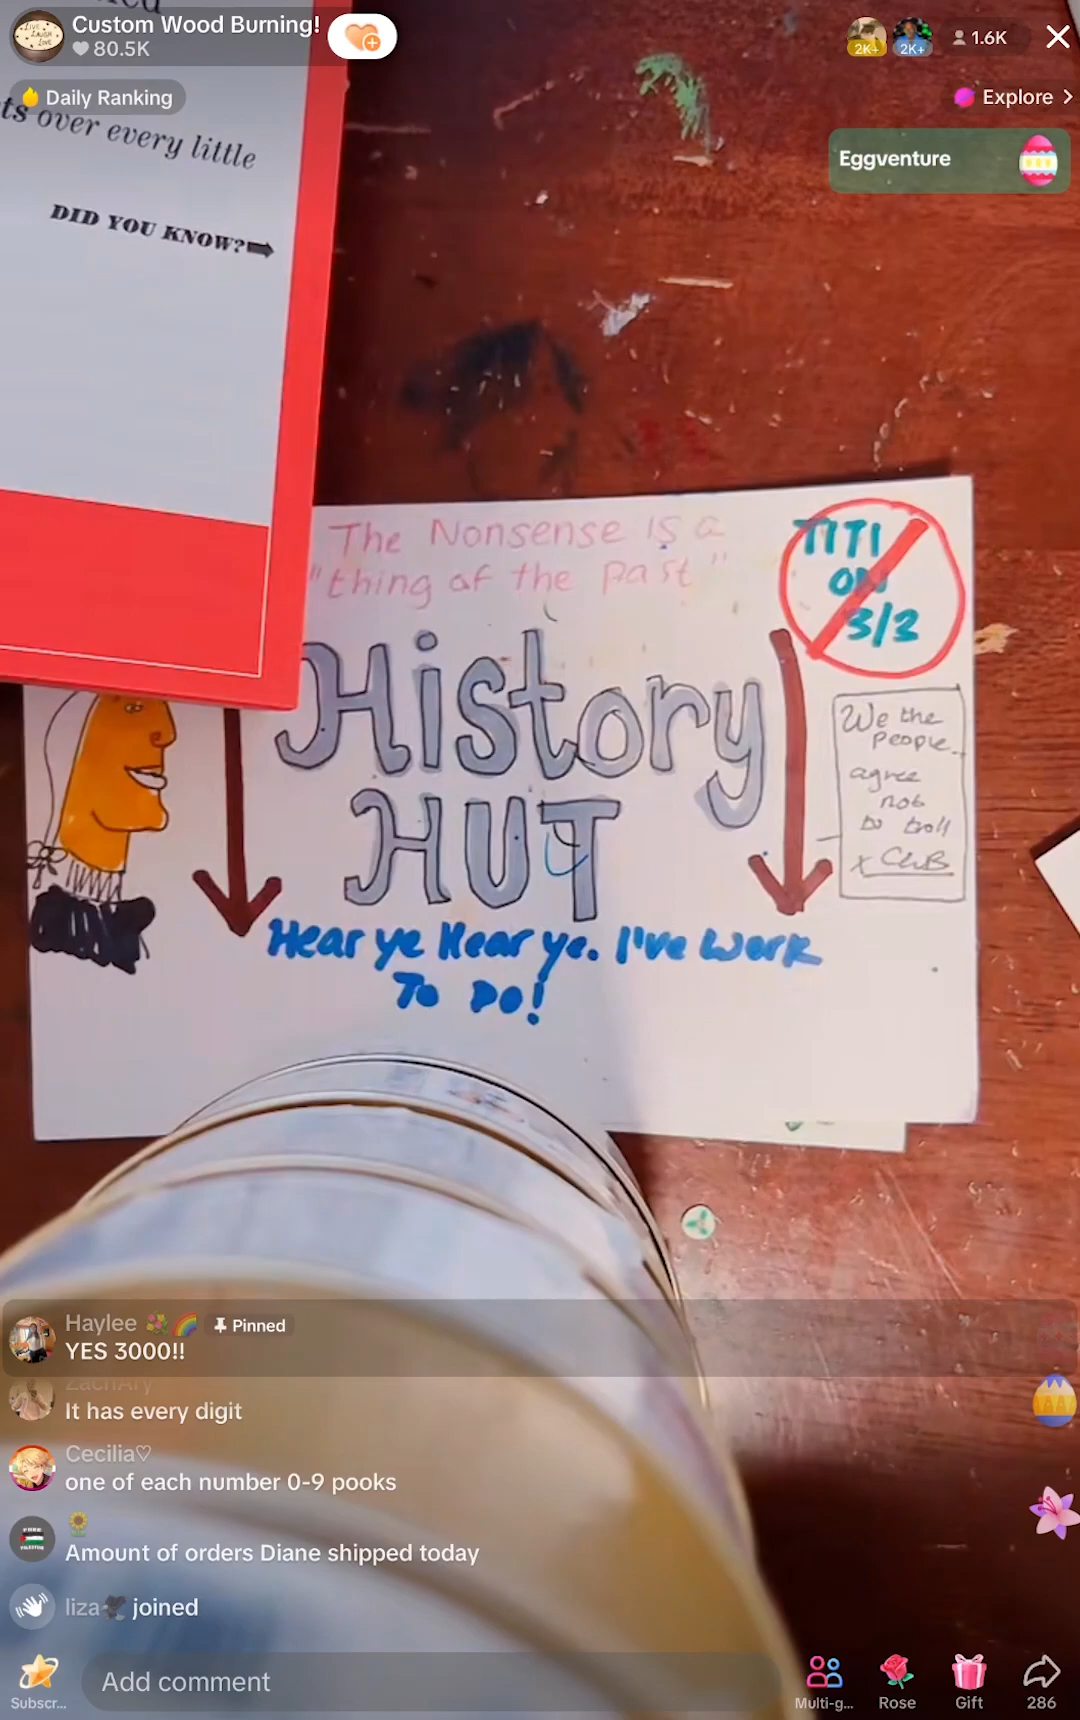 Custom Wood Burning!
80.5K
2K+
2K+
1.6K
Daily Ranking
Explore
Eggventure
ts over every little
DID YOU KNOW?
The Nonsense is a
"thing of the past"
TITI
ON
3/3
History
HUT
We the
people...
agree
not
to troll
x
Hear ye Hear ye. I've work
To Do!
Haylee
Pinned
YES 3000!!
ZachAry
It has every digit
Cecilia♡
one of each number 0-9 pooks
Amount of orders Diane shipped today
liza joined
Subscr...
Add comment
Multi-g...
Rose
Gift
286